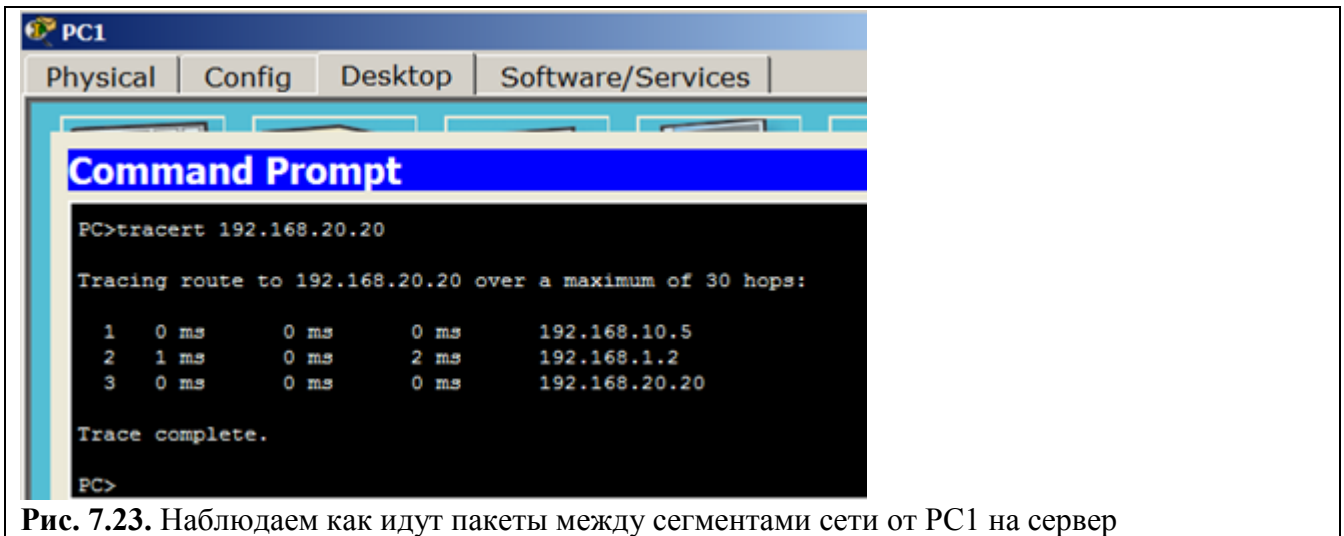 PC1
Physical Config Desktop Software/Services
Command Prompt
PC>tracert 192.168.20.20
Tracing route to 192.168.20.20 over a maximum of 30 hops:
1 0 ms 0 ms 0 ms 192.168.10.5
2 1 ms 0 ms 2 ms 192.168.1.2
3 0 ms 0 ms 0 ms 192.168.20.20
Trace complete.
PC>
Рис. 7.23. Наблюдаем как идут пакеты между сегментами сети от PC1 на сервер